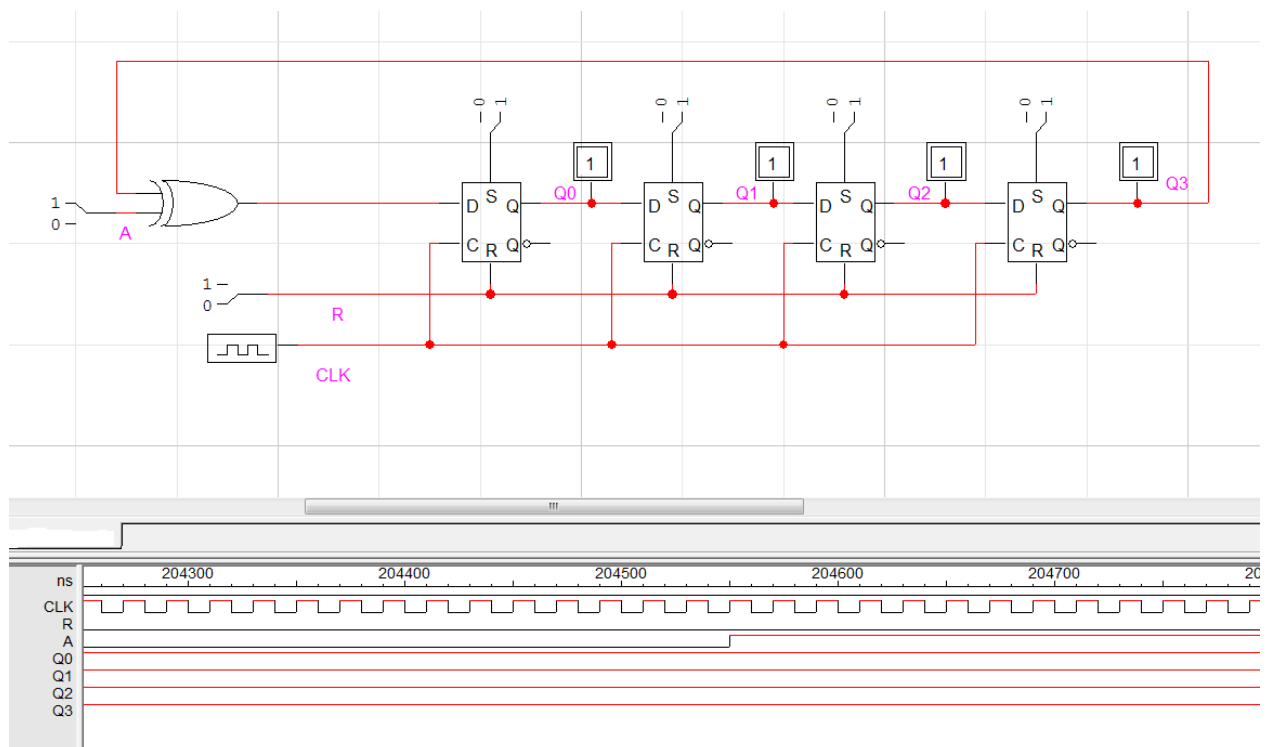 0 1 0 1 0 1 0 1
1 1 1 1
Q0 Q1 Q2 Q3
1
0
A
D S Q D S Q D S Q D S Q
C R Q C R Q C R Q C R Q
1
0
R
CLK
ns 204300 204400 204500 204600 204700 20
CLK
R
A
Q0
Q1
Q2
Q3